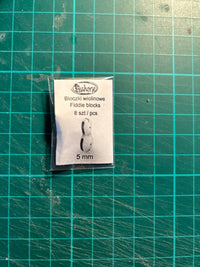 Bloczki wiolinowe
Fiddle blocks
8 szt / pcs
5 mm